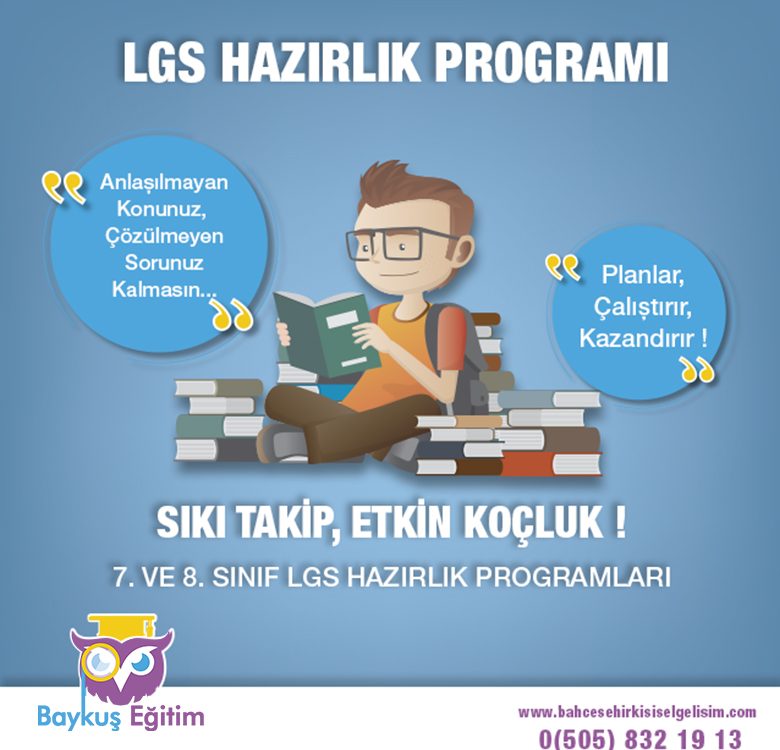 LGS HAZIRLIK PROGRAMI
Anlaşılmayan
Konunuz,
Çözülmeyen
Sorunuz
Kalmasın...
Planlar,
Çalıştırır,
Kazandırır !
SIKI TAKİP, ETKİN KOÇLUK !
7. VE 8. SINIF LGS HAZIRLIK PROGRAMLARI
Baykuş Eğitim
www.bahcesehirkisiselgelisim.com
0(505) 832 19 13